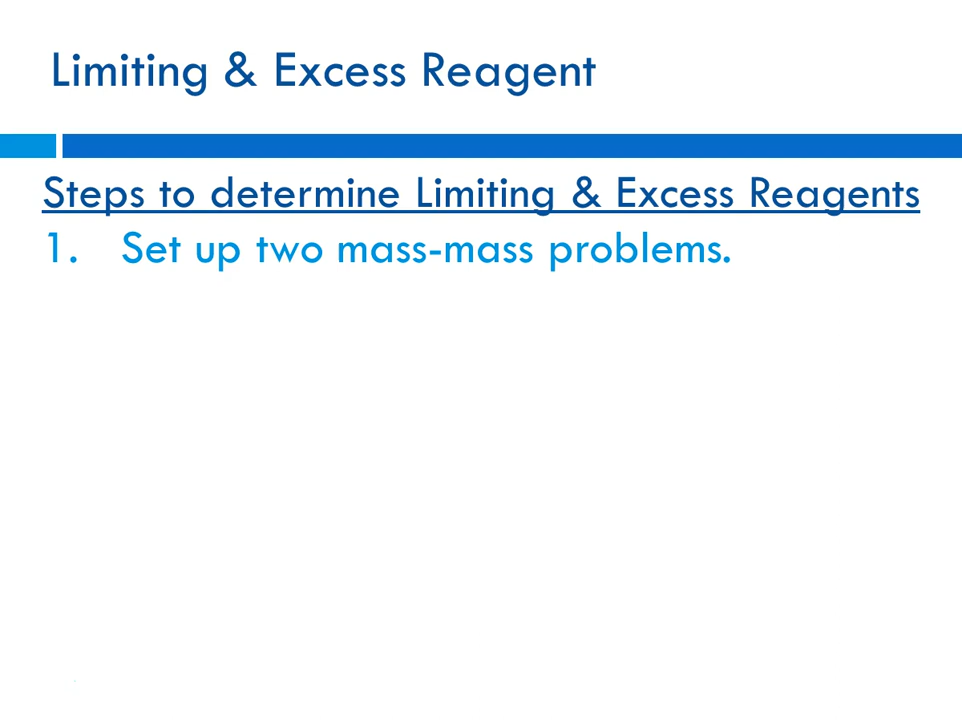 Limiting & Excess Reagent
Steps to determine Limiting & Excess Reagents
1. Set up two mass-mass problems.